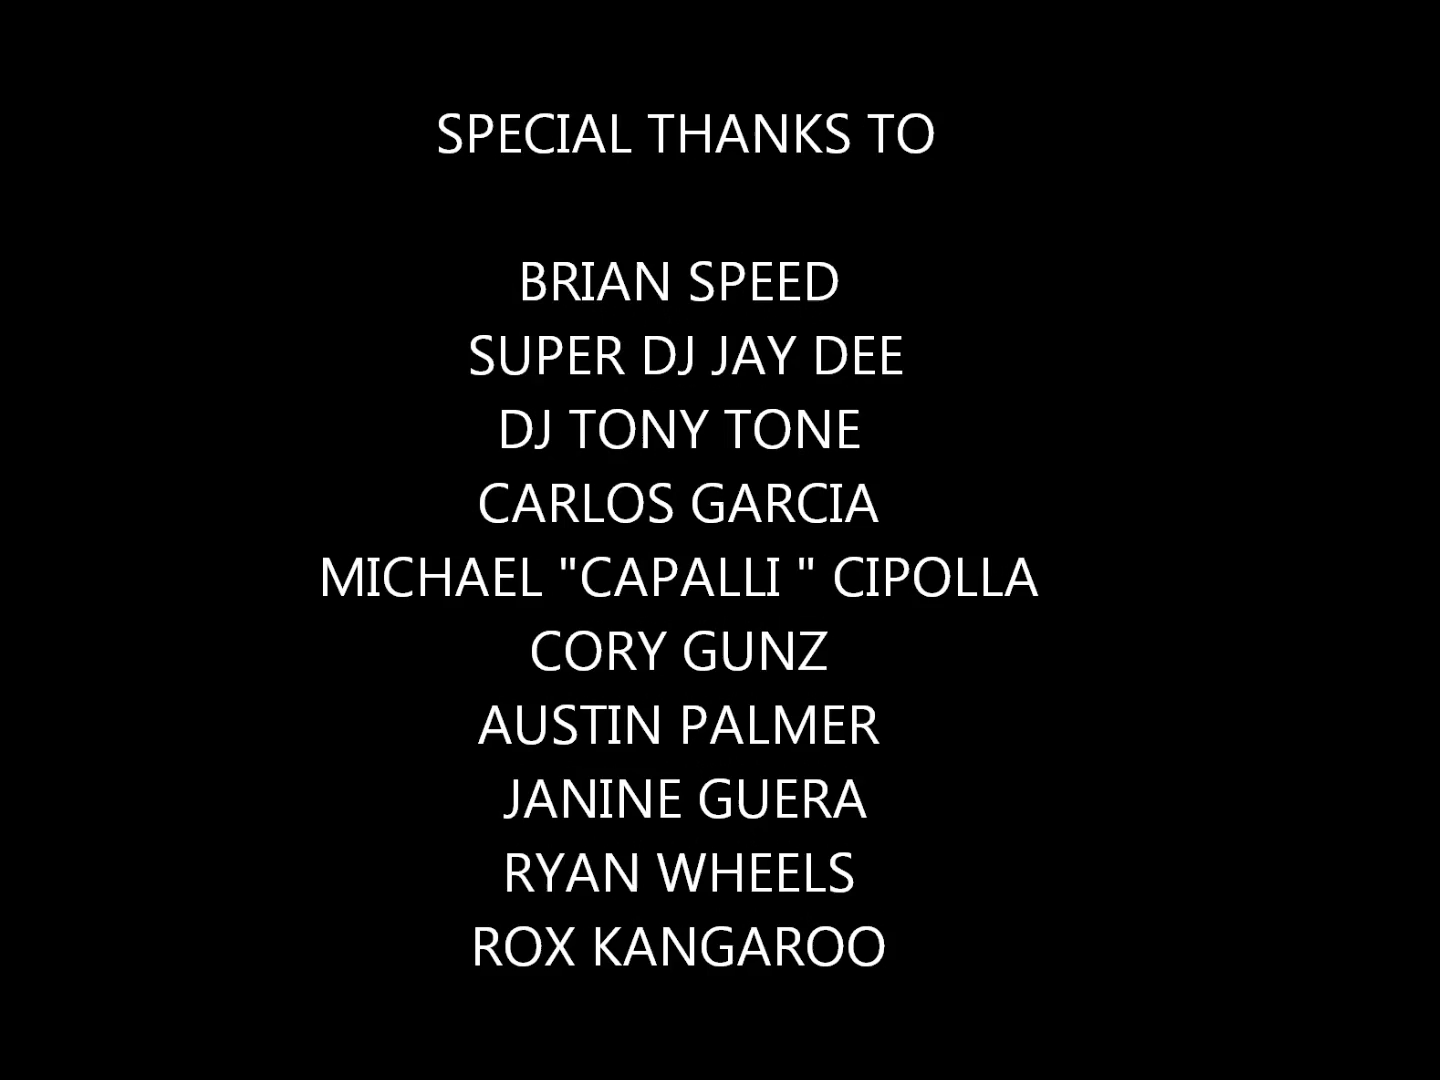 SPECIAL THANKS TO
BRIAN SPEED
SUPER DJ JAY DEE
DJ TONY TONE
CARLOS GARCIA
MICHAEL "CAPALLI " CIPOLLA
CORY GUNZ
AUSTIN PALMER
JANINE GUERA
RYAN WHEELS
ROX KANGAROO